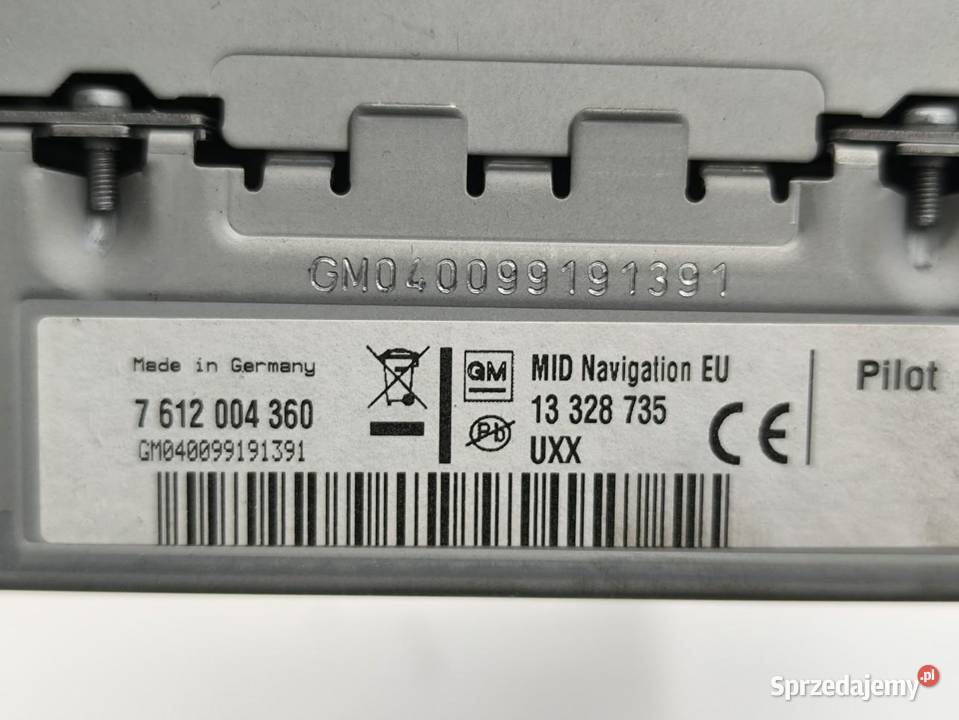 GM040099191391
Made in Germany
7 612 004 360
GM040099191391
GM
Pb
MID Navigation EU
13 328 735
UXX
CE
Pilot
Sprzedajemy.pl